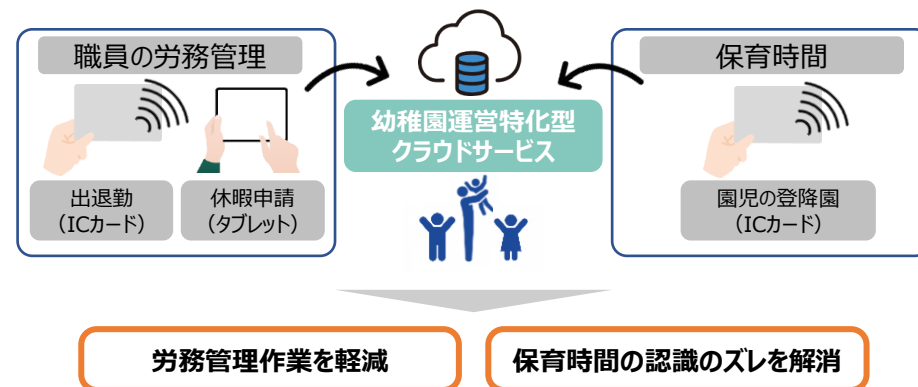 職員の労務管理
出退勤
（ICカード）
休暇申請
（タブレット）
幼稚園運営特化型
クラウドサービス
保育時間
園児の登降園
（ICカード）
労務管理作業を軽減
保育時間の認識のズレを解消